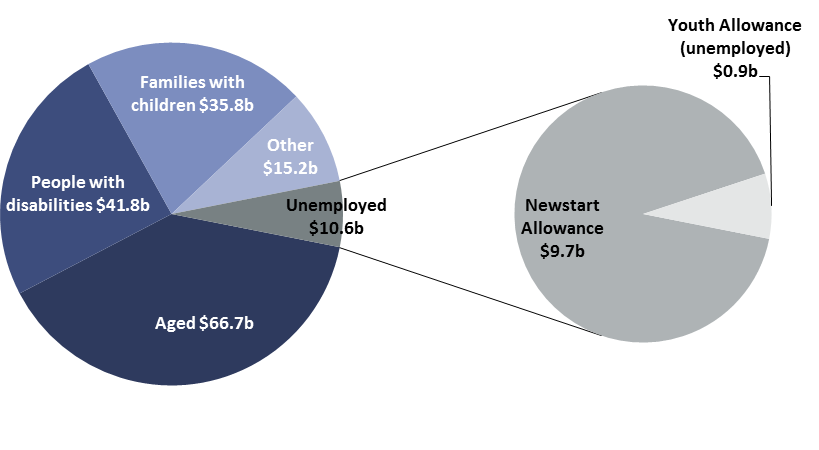 Youth Allowance
(unemployed)
$0.9b
Families with
children $35.8b
Other
$15.2b
People with
disabilities $41.8b
Unemployed
$10.6b
Newstart
Allowance
$9.7b
Aged $66.7b